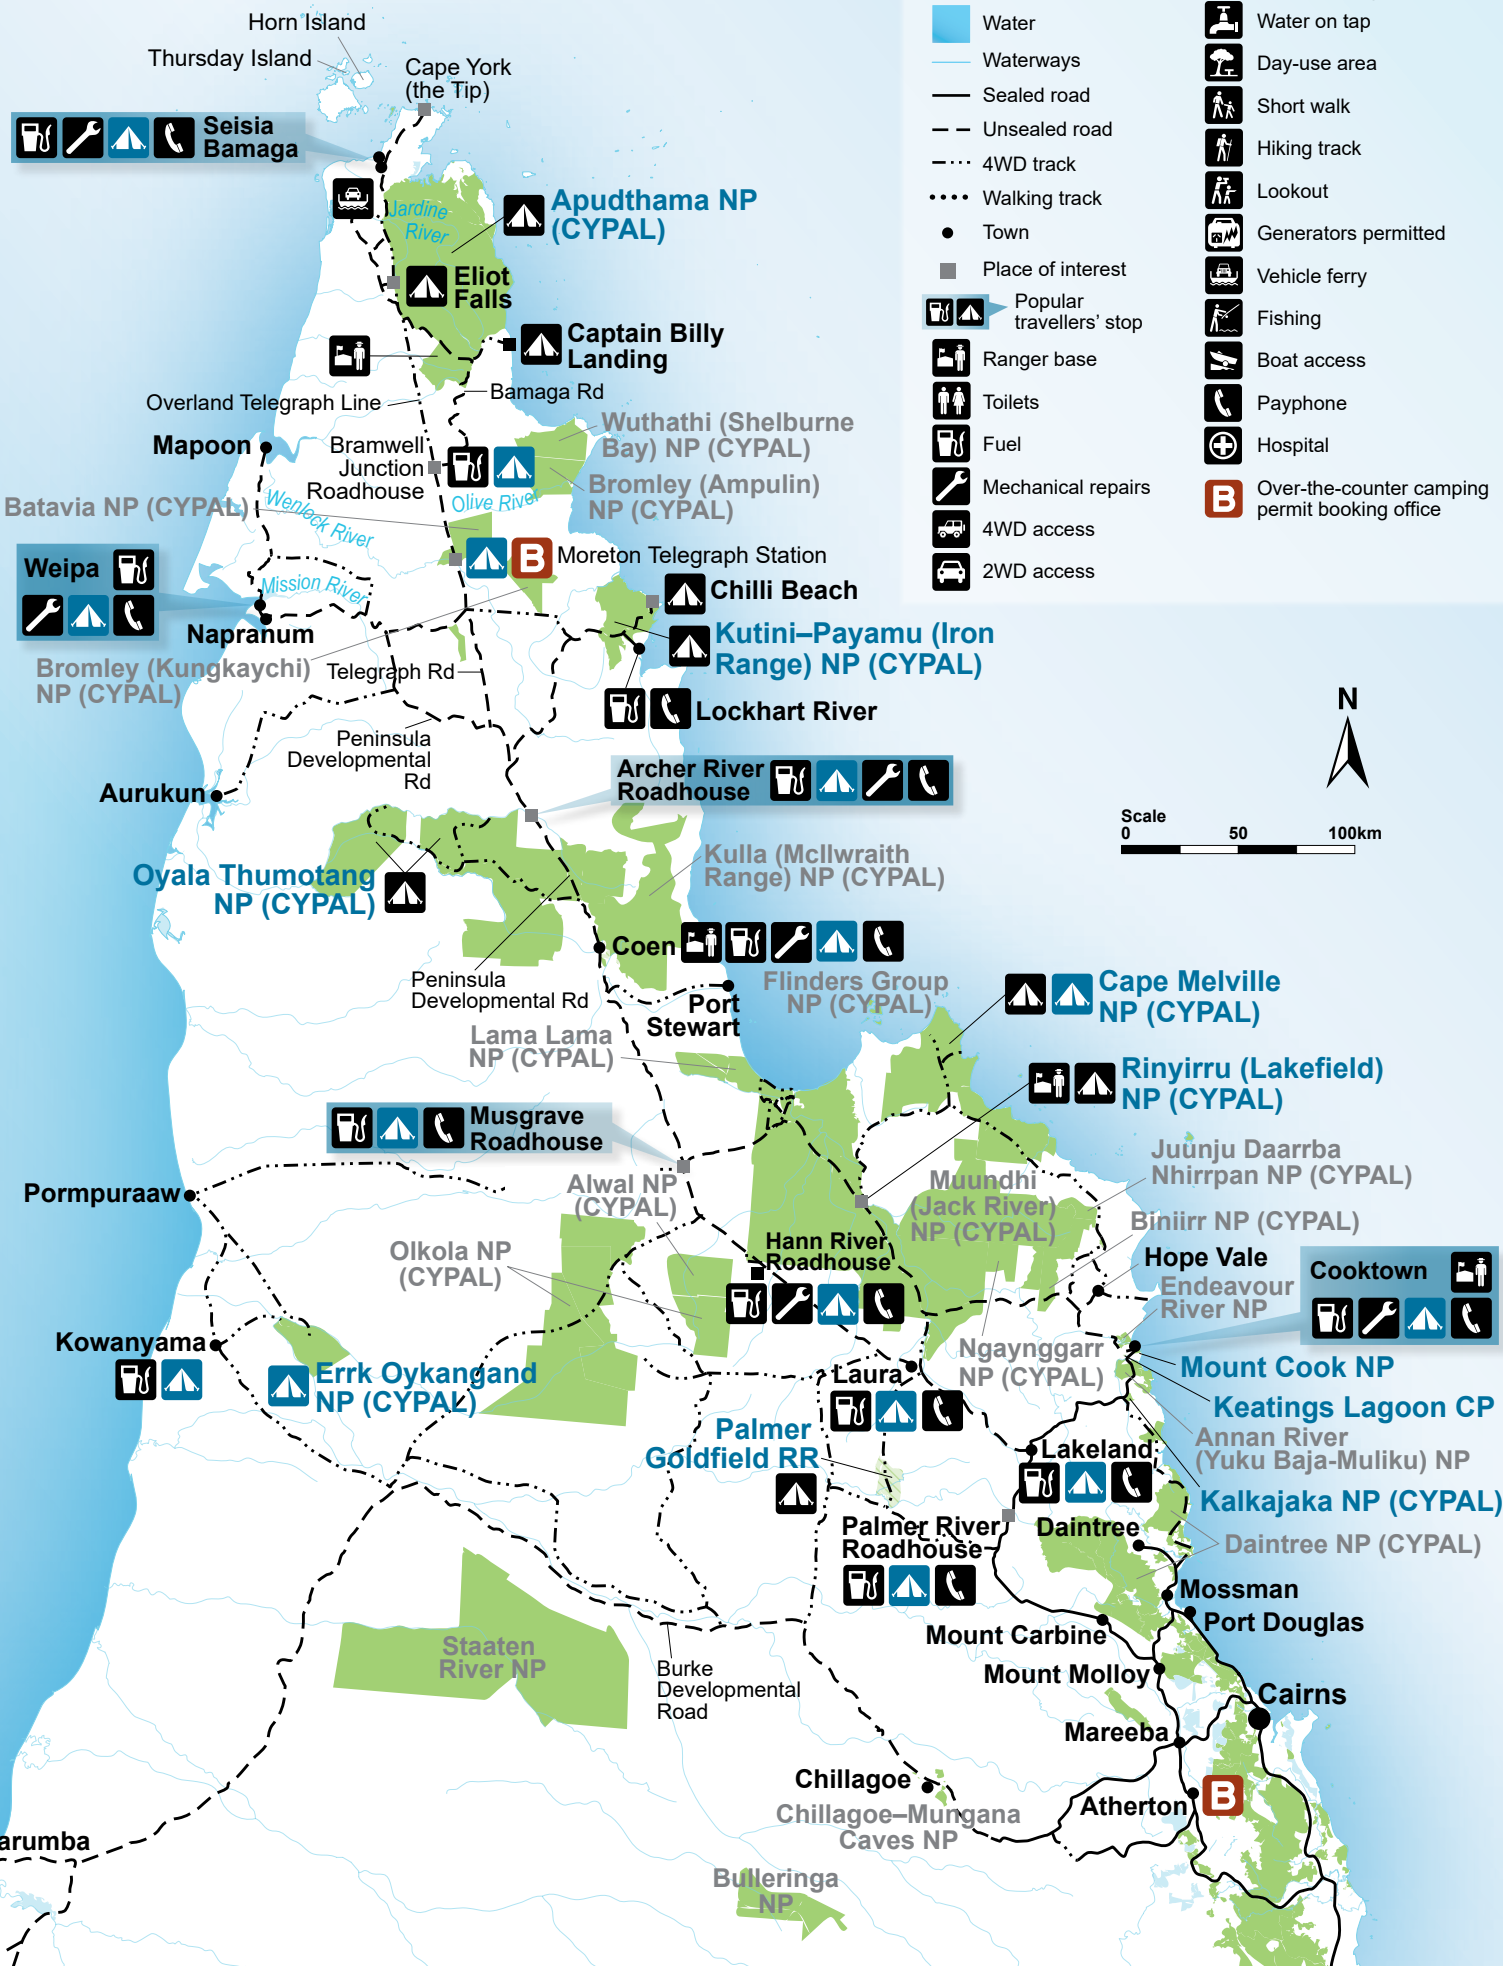 Horn Island
Thursday Island
Cape York
(the Tip)
Seisia
Bamaga
Jardine
River
Apudthama NP
(CYPAL)
Eliot
Falls
Captain Billy
Landing
Bamaga Rd
Overland Telegraph Line
Mapoon
Bramwell
Junction
Roadhouse
Wuthathi (Shelburne
Bay) NP (CYPAL)
Bromley (Ampulin)
NP (CYPAL)
Olive River
Batavia NP (CYPAL)
Wenlock River
B
Moreton Telegraph Station
Weipa
Mission River
Napranum
Chilli Beach
Kutini–Payamu (Iron
Range) NP (CYPAL)
Bromley (Kungkaychi)
NP (CYPAL)
Telegraph Rd
Lockhart River
Peninsula
Developmental
Rd
Aurukun
Archer River
Roadhouse
Oyala Thumotang
NP (CYPAL)
Kulla (McIlwraith
Range) NP (CYPAL)
Coen
Peninsula
Developmental Rd
Port
Stewart
Flinders Group
NP (CYPAL)
Cape Melville
NP (CYPAL)
Lama Lama
NP (CYPAL)
Rinyirru (Lakefield)
NP (CYPAL)
Musgrave
Roadhouse
Juunju Daarrba
Nhirrpan NP (CYPAL)
Pormpuraaw
Alwal NP
(CYPAL)
Muundhi
(Jack River)
NP (CYPAL)
Biniirr NP (CYPAL)
Olkola NP
(CYPAL)
Hann River
Roadhouse
Hope Vale
Endeavour
River NP
Cooktown
Kowanyama
Errk Oykangand
NP (CYPAL)
Ngaynggarr
NP (CYPAL)
Laura
Mount Cook NP
Keatings Lagoon CP
Annan River
(Yuku Baja-Muliku) NP
Palmer
Goldfield RR
Lakeland
Kalkajaka NP (CYPAL)
Palmer River
Roadhouse
Daintree
Daintree NP (CYPAL)
Mossman
Port Douglas
Mount Carbine
Staaten
River NP
Burke
Developmental
Road
Mount Molloy
Cairns
Mareeba
Chillagoe
Chillagoe–Mungana
Caves NP
Atherton
B
arumba
Bulleringa
NP
Water
Waterways
Sealed road
Unsealed road
4WD track
Walking track
Town
Place of interest
Popular
travellers’ stop
Ranger base
Toilets
Fuel
Mechanical repairs
4WD access
2WD access
Water on tap
Day-use area
Short walk
Hiking track
Lookout
Generators permitted
Vehicle ferry
Fishing
Boat access
Payphone
Hospital
B
Over-the-counter camping
permit booking office
N
Scale
0 50 100km